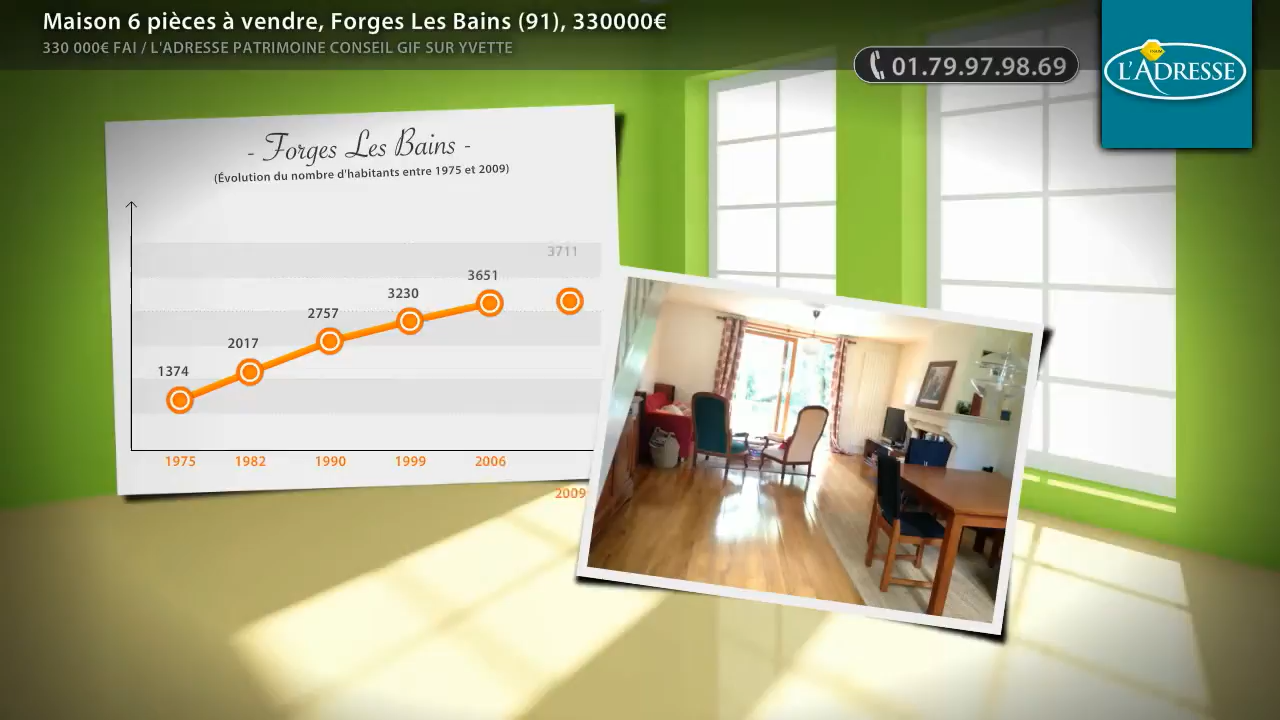 Maison 6 pièces à vendre, Forges Les Bains (91), 330000€
330 000€ FAI / L'ADRESSE PATRIMOINE CONSEIL GIF SUR YVETTE
01.79.97.98.69
L'ADRESSE
- Forges Les Bains -
(Évolution du nombre d'habitants entre 1975 et 2009)
3711
3651
3230
2757
2017
1374
1975 1982 1990 1999 2006
2009